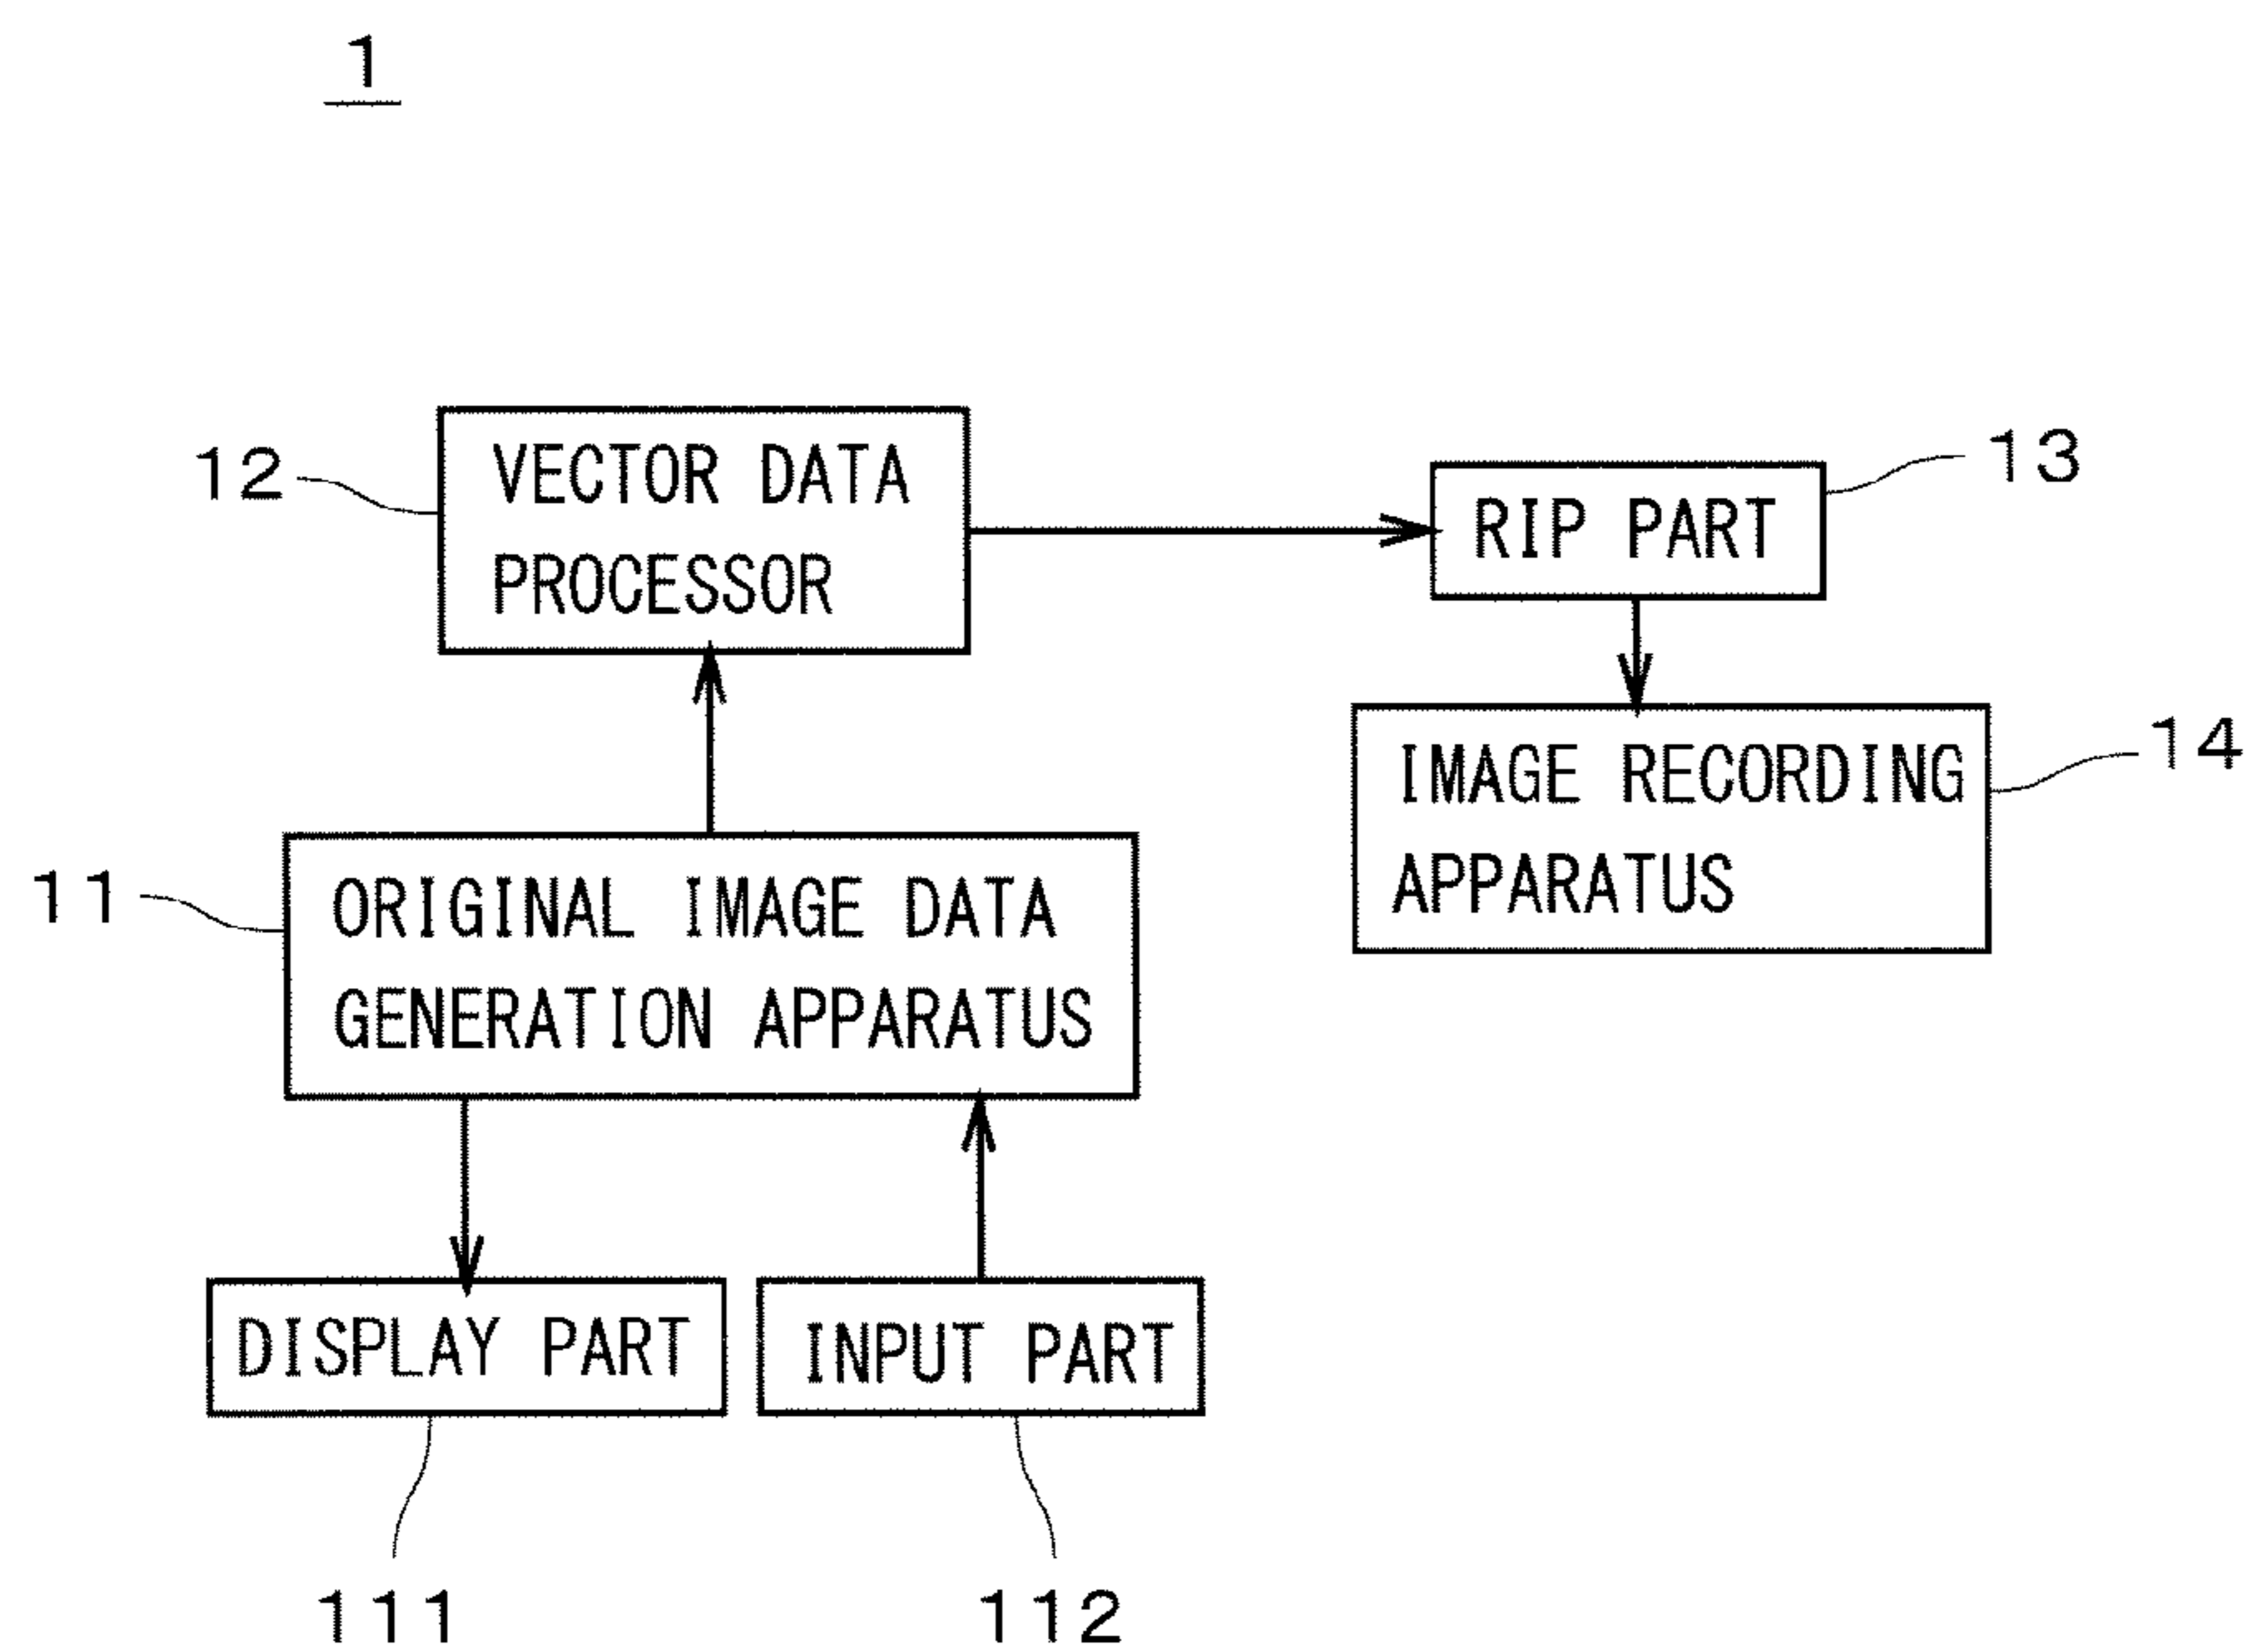 1
12
VECTOR DATA
PROCESSOR
13
RIP PART
14
IMAGE RECORDING
APPARATUS
11
ORIGINAL IMAGE DATA
GENERATION APPARATUS
DISPLAY PART
INPUT PART
111
112